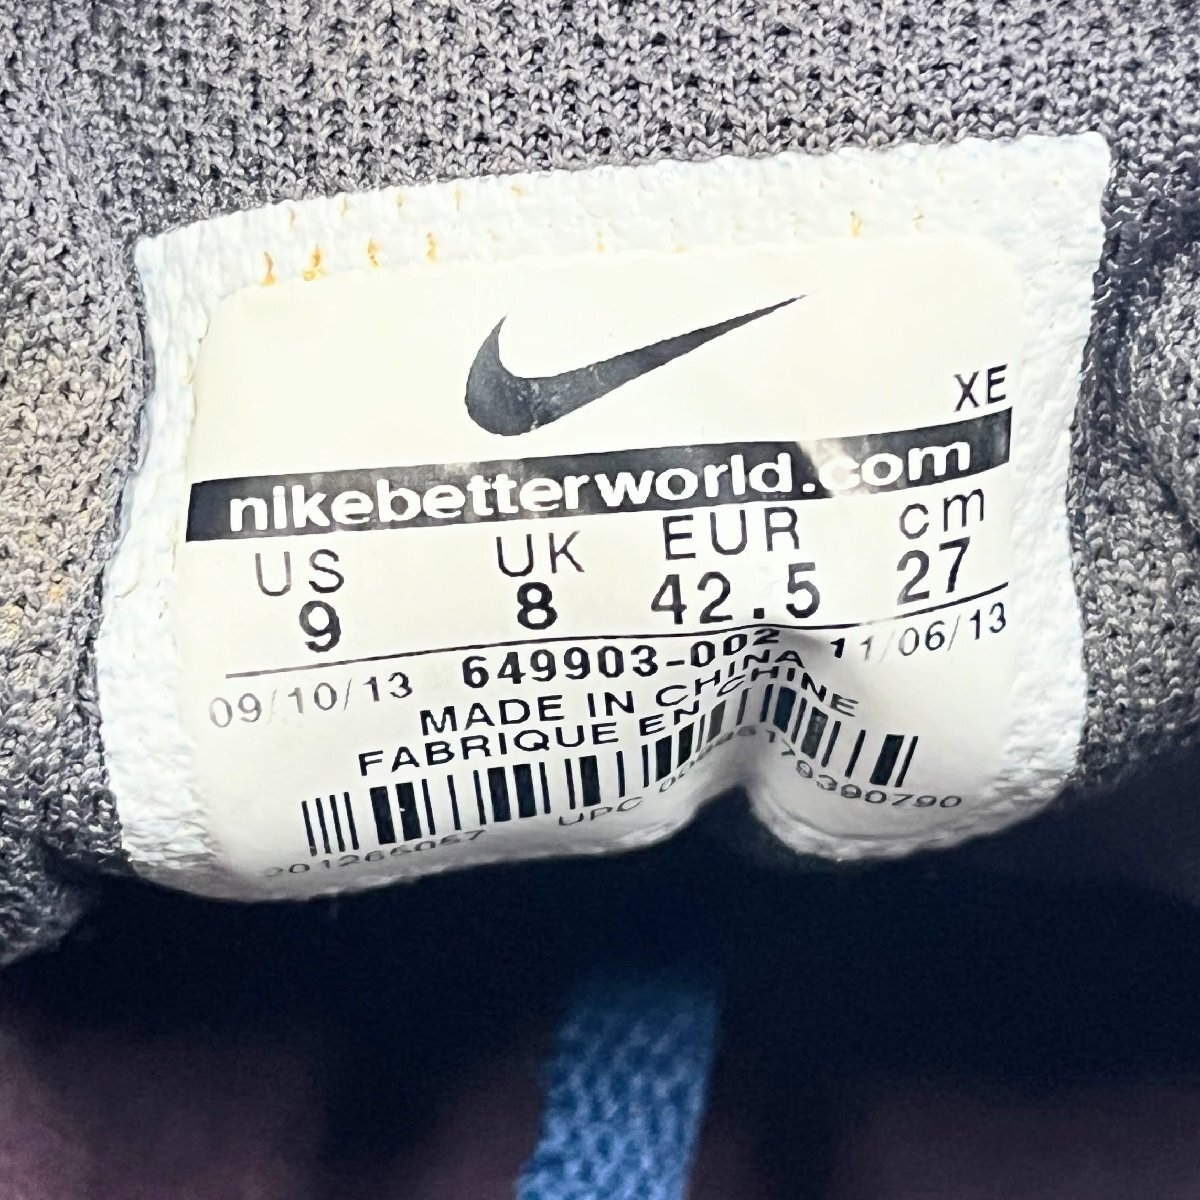 XE
nikebetterworld.com
US UK EUR cm
9 8 42.5 27
09/10/13 649903-002 11/06/13
MADE IN CHINA
FABRIQUE EN CHINE
UPC